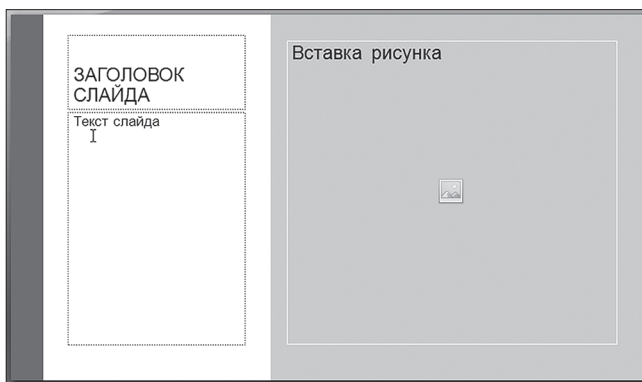 ЗАГОЛОВОК
СЛАЙДА
Текст слайда
Вставка рисунка